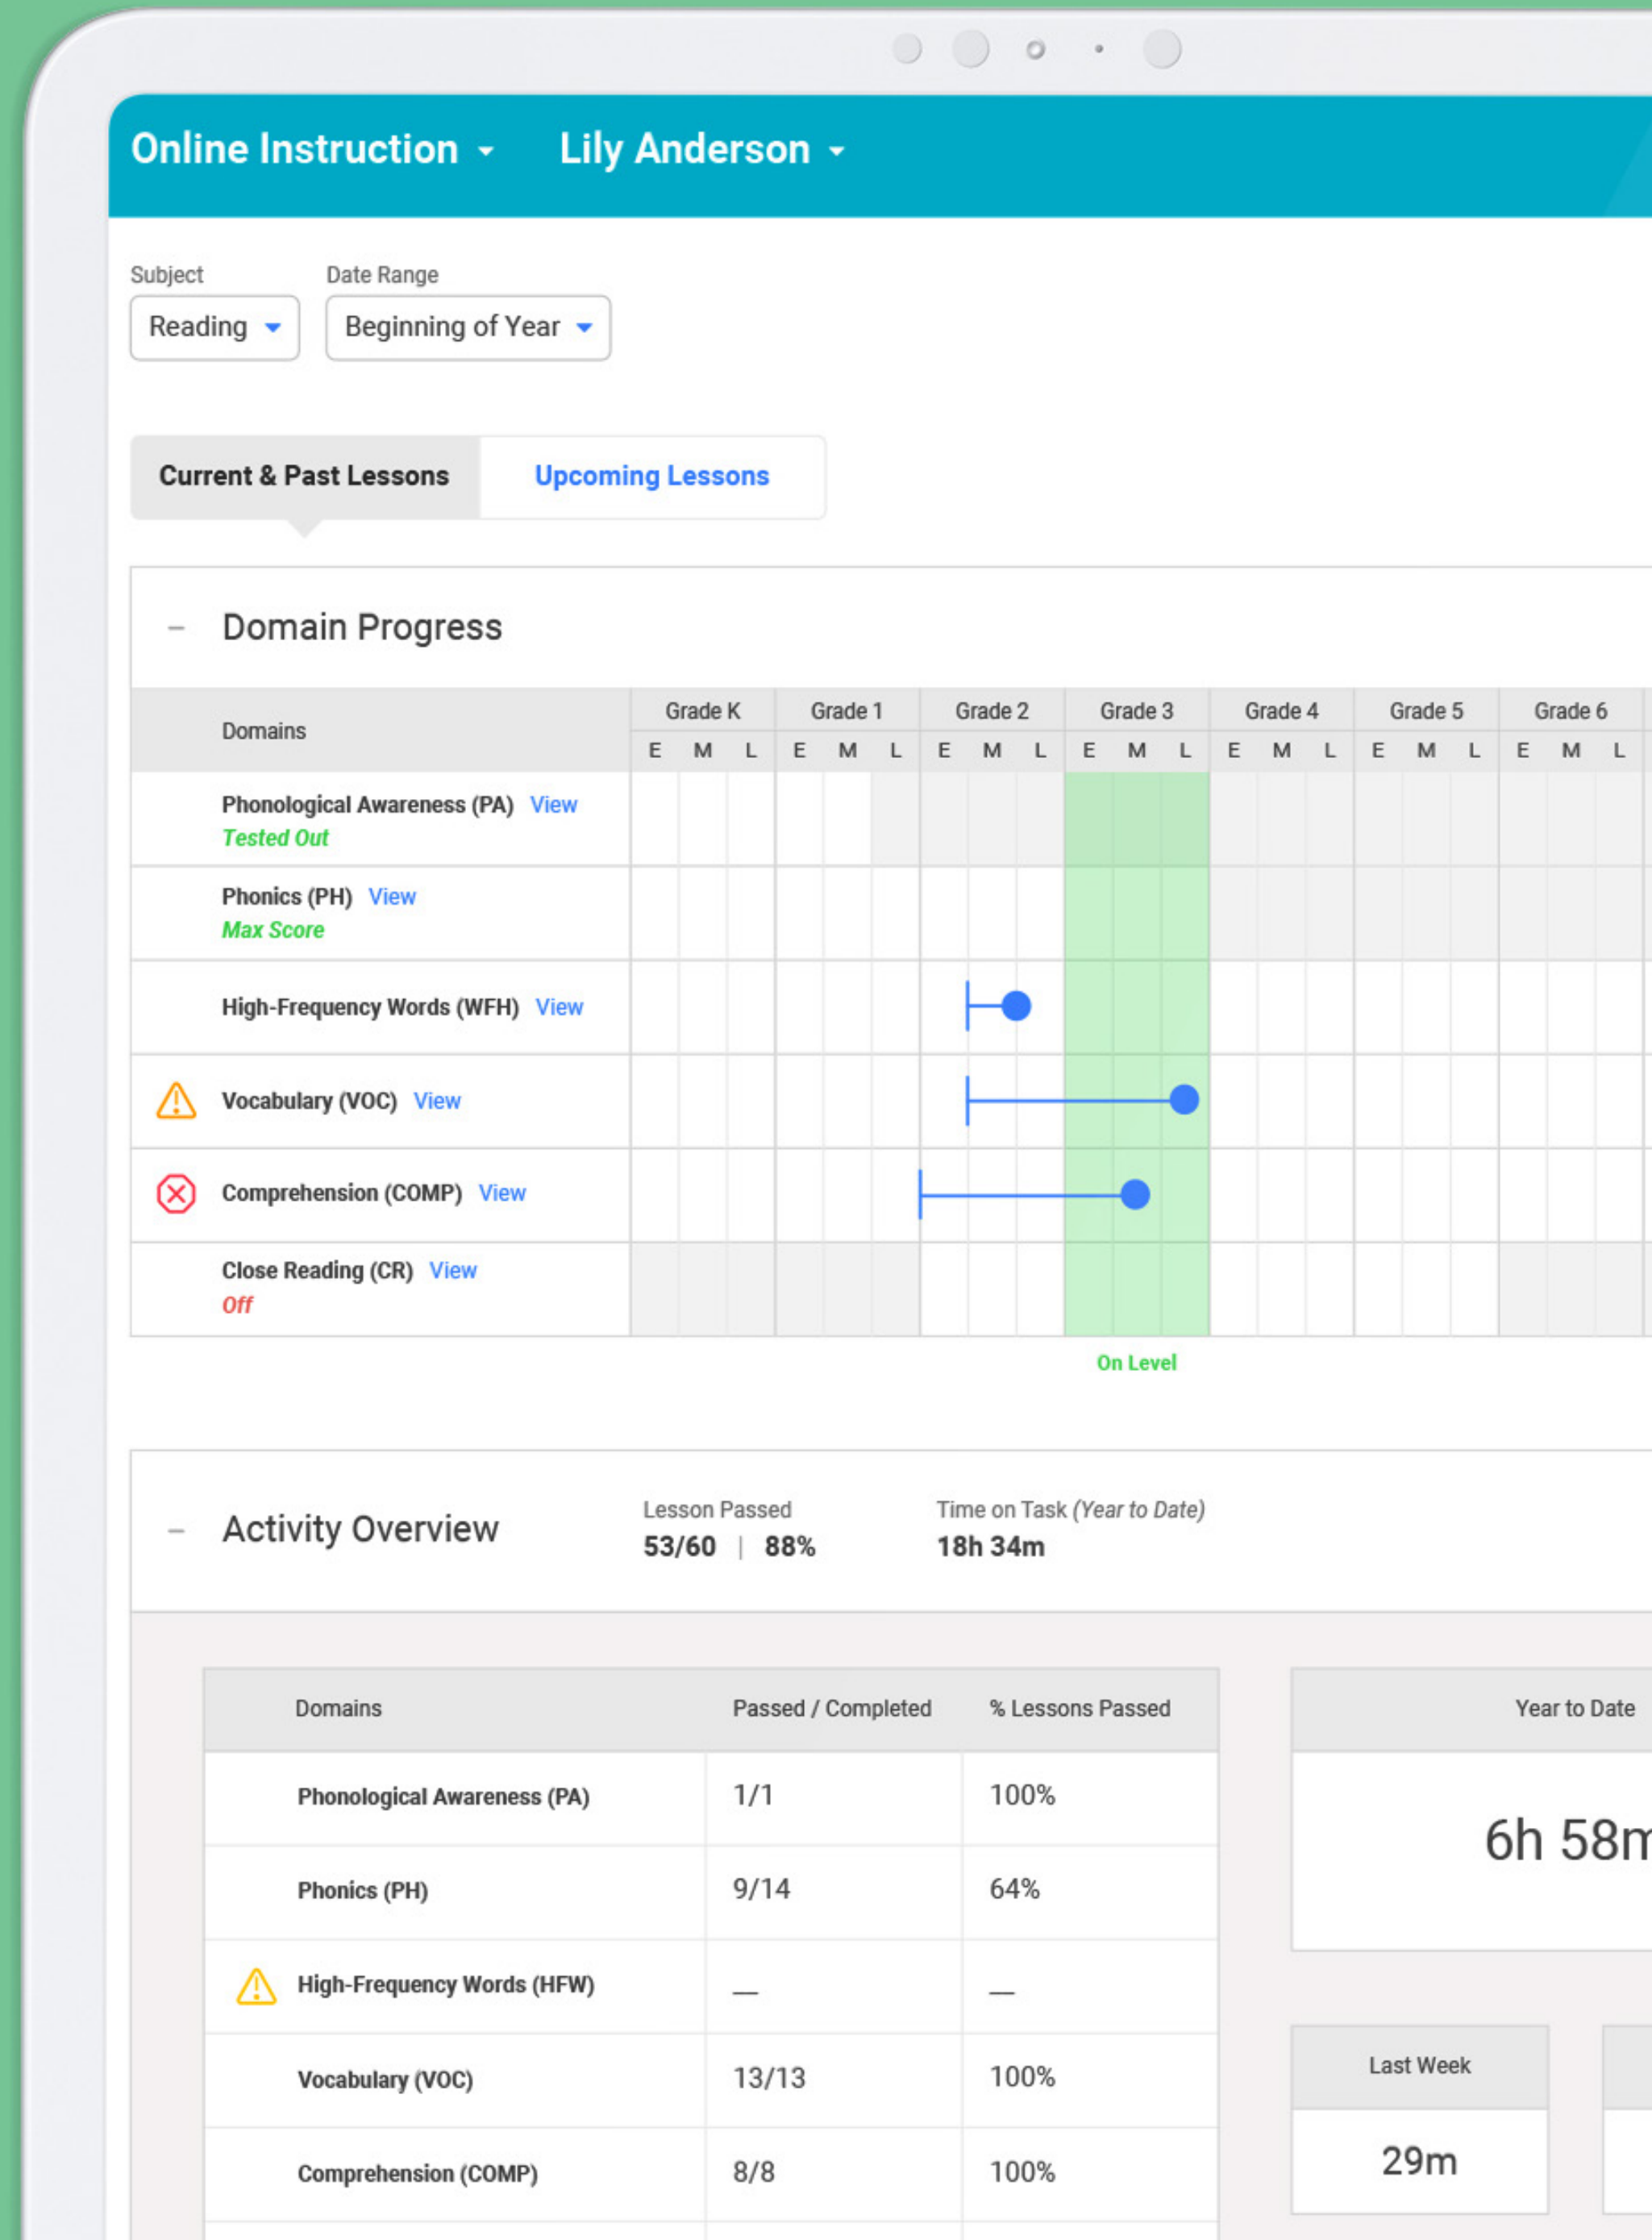 Online Instruction Lily Anderson
Subject Date Range
Reading Beginning of Year
Current & Past Lessons Upcoming Lessons
Domain Progress
Domains Grade K Grade 1 Grade 2 Grade 3 Grade 4 Grade 5 Grade 6
E M L E M L E M L E M L E M L E M L E M L
Phonological Awareness (PA) View
Tested Out
Phonics (PH) View
Max Score
High-Frequency Words (WFH) View
Vocabulary (VOC) View
Comprehension (COMP) View
Close Reading (CR) View
Off
On Level
Activity Overview
Lesson Passed Time on Task (Year to Date)
53/60 | 88% 18h 34m
Domains Passed / Completed % Lessons Passed
Phonological Awareness (PA) 1/1 100%
Phonics (PH) 9/14 64%
High-Frequency Words (HFW) — —
Vocabulary (VOC) 13/13 100%
Comprehension (COMP) 8/8 100%
Year to Date
6h 58m
Last Week
29m